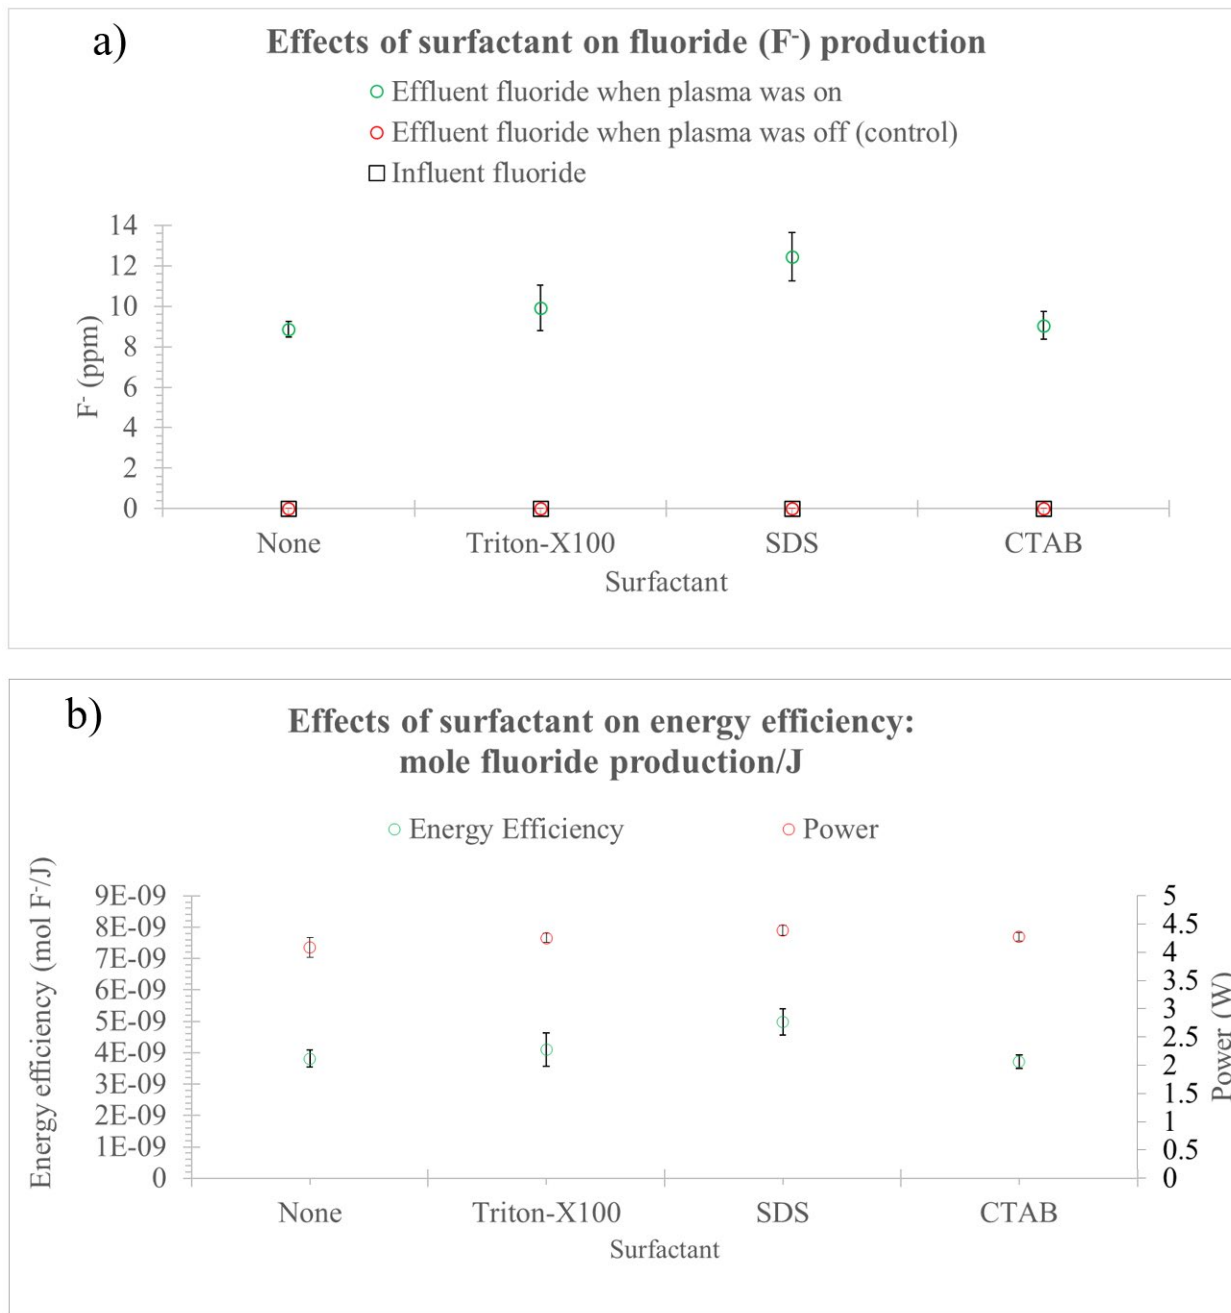 a)
Effects of surfactant on fluoride (F-) production
Effluent fluoride when plasma was on
Effluent fluoride when plasma was off (control)
Influent fluoride
14
12
10
8
6
4
2
0
F- (ppm)
None Triton-X100 SDS CTAB
Surfactant
b)
Effects of surfactant on energy efficiency:
mole fluoride production/J
Energy Efficiency Power
Energy efficiency (mol F-/J)
9E-09
8E-09
7E-09
6E-09
5E-09
4E-09
3E-09
2E-09
1E-09
0
5
4.5
4
3.5
3
2.5
2
1.5
1
0.5
0
Power (W)
None Triton-X100 SDS CTAB
Surfactant